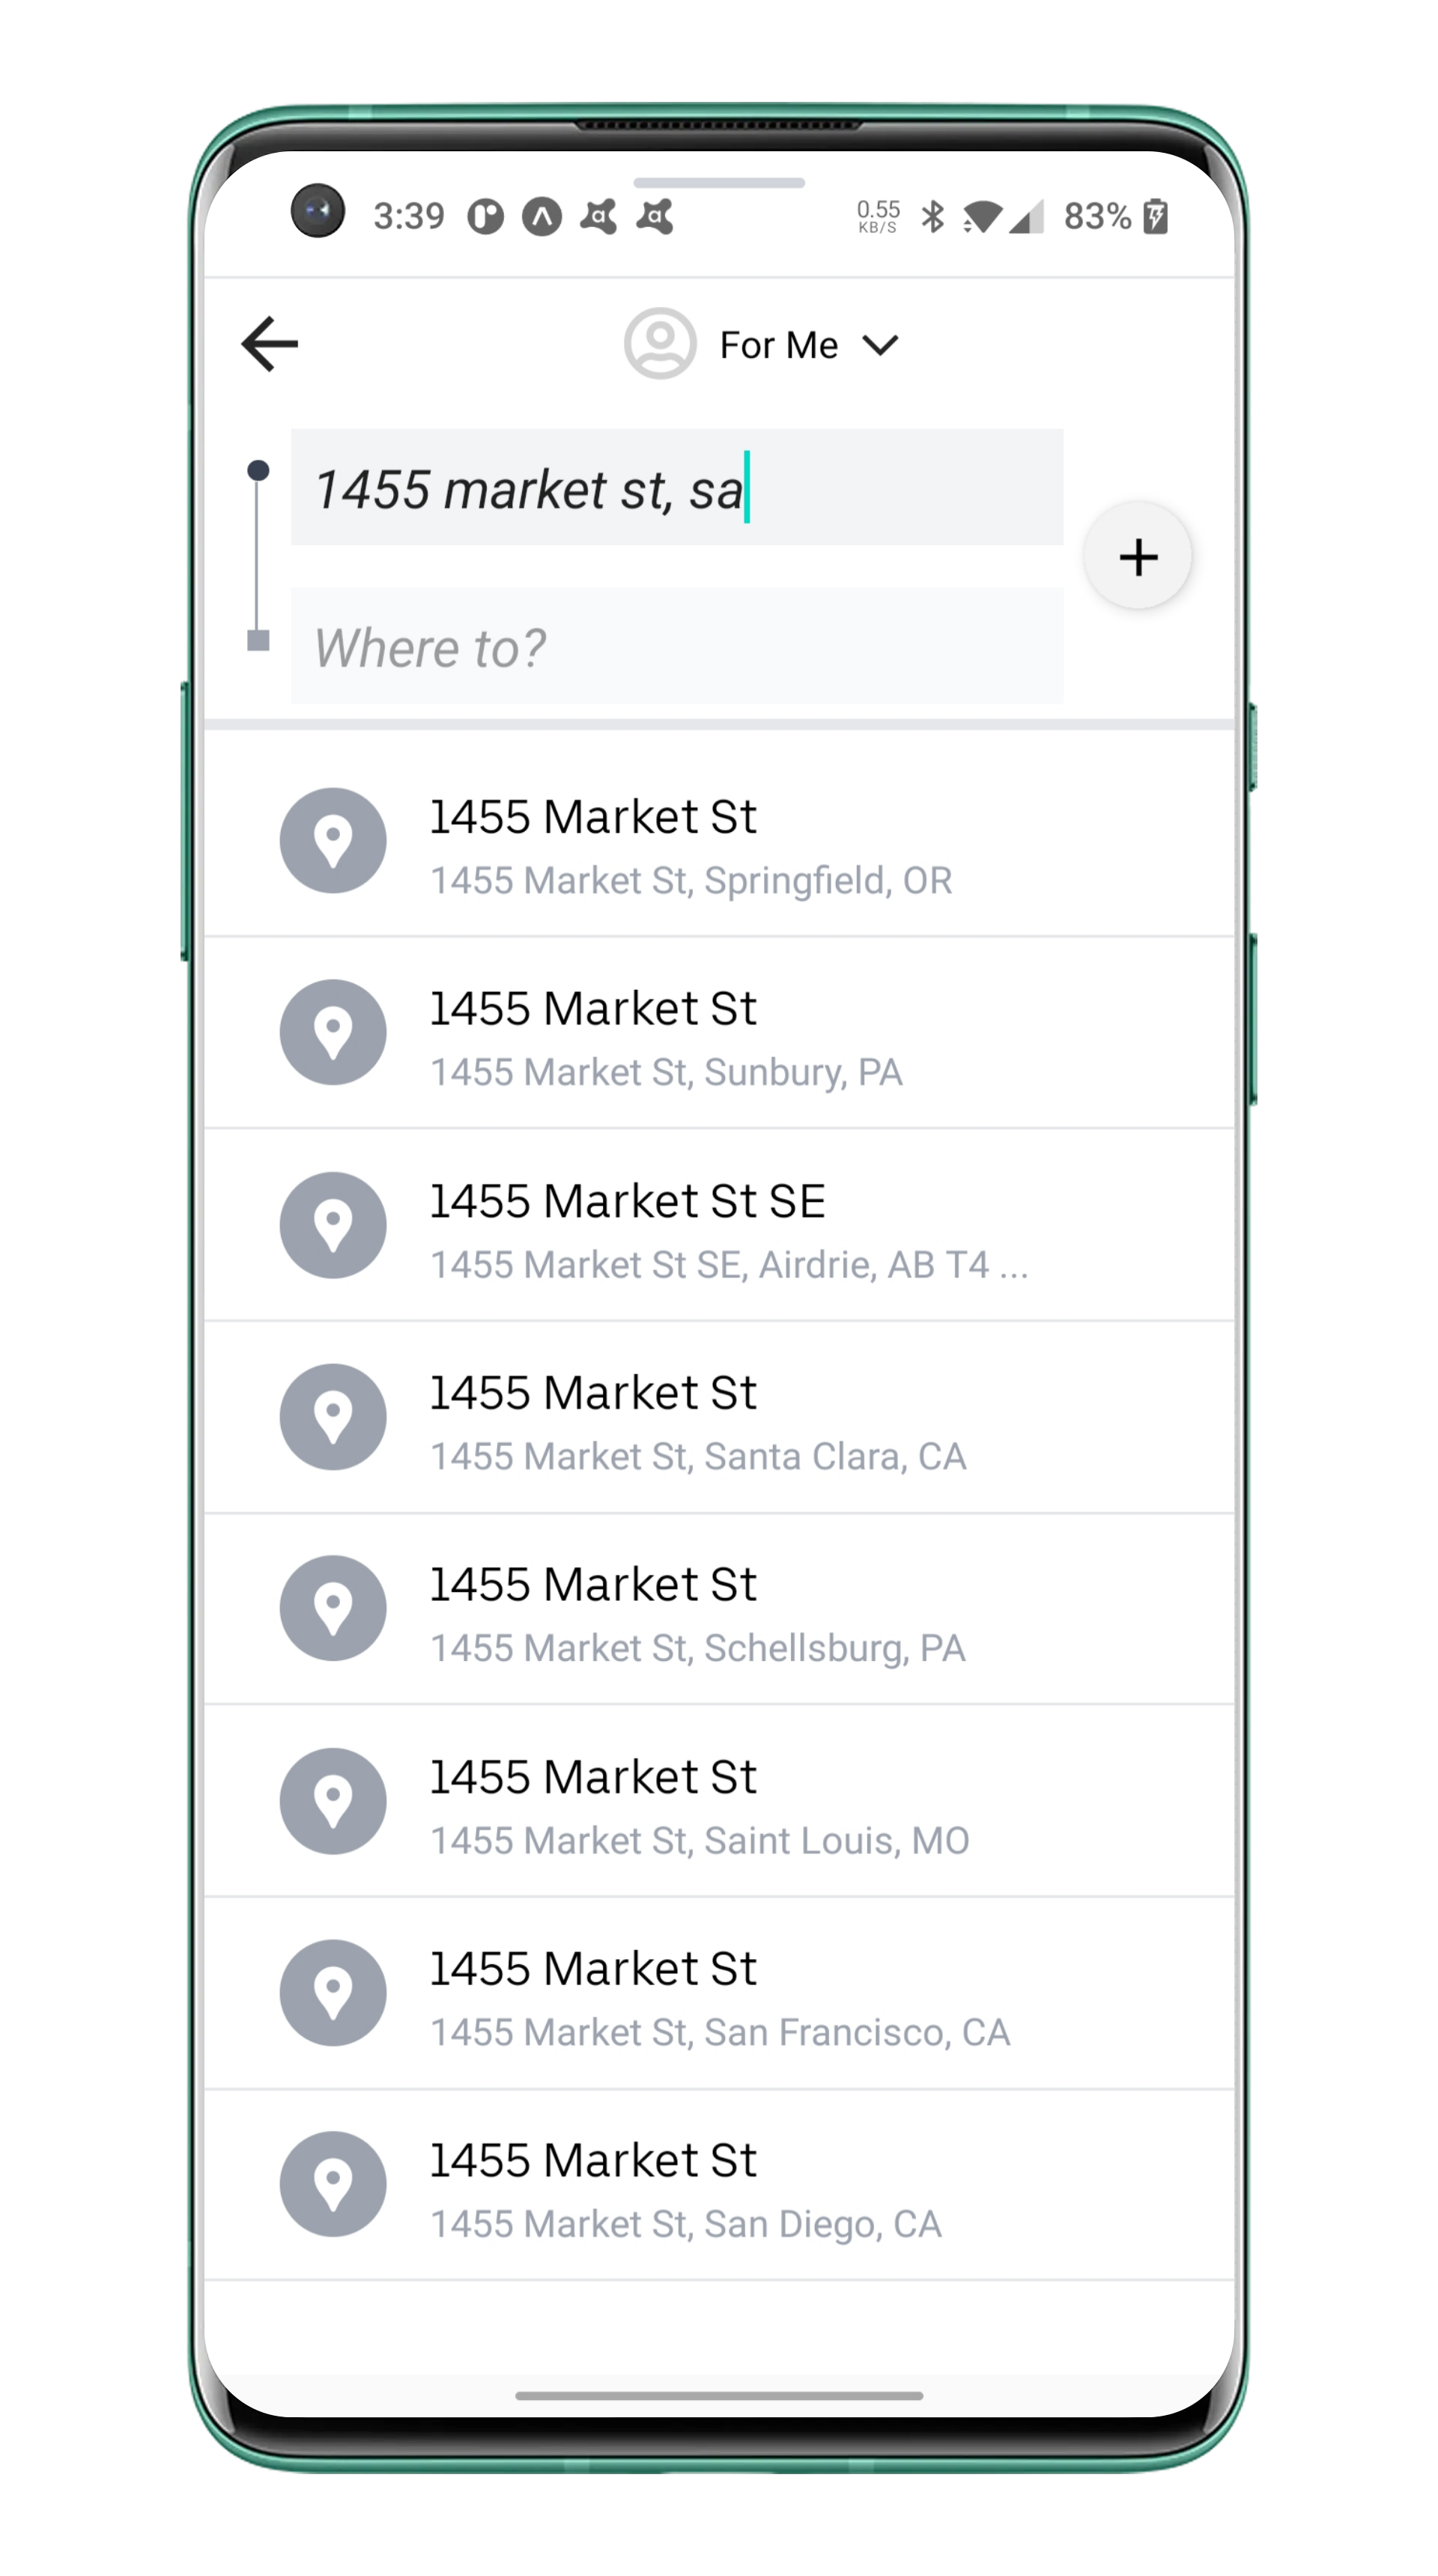 3:39
0.55
KB/S
83%
For Me
1455 market st, sa
Where to?
1455 Market St
1455 Market St, Springfield, OR
1455 Market St
1455 Market St, Sunbury, PA
1455 Market St SE
1455 Market St SE, Airdrie, AB T4 ...
1455 Market St
1455 Market St, Santa Clara, CA
1455 Market St
1455 Market St, Schellsburg, PA
1455 Market St
1455 Market St, Saint Louis, MO
1455 Market St
1455 Market St, San Francisco, CA
1455 Market St
1455 Market St, San Diego, CA